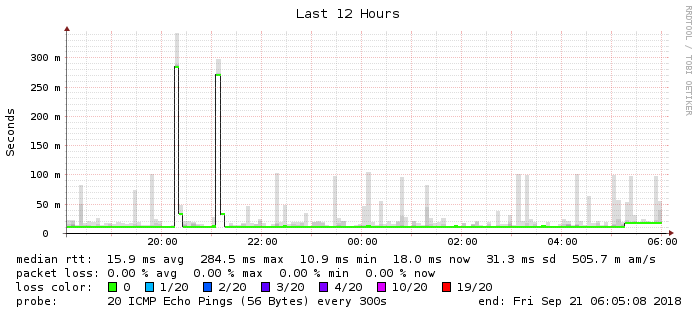 Last 12 Hours
RRDTOOL / TOBI OETIKER
Seconds
300 m
250 m
200 m
150 m
100 m
50 m
0
20:00 22:00 00:00 02:00 04:00 06:00
median rtt: 15.9 ms avg 284.5 ms max 10.9 ms min 18.0 ms now 31.3 ms sd 505.7 m am/s
packet loss: 0.00 % avg 0.00 % max 0.00 % min 0.00 % now
loss color: 0 1/20 2/20 3/20 4/20 10/20 19/20
probe: 20 ICMP Echo Pings (56 Bytes) every 300s end: Fri Sep 21 06:05:08 2018